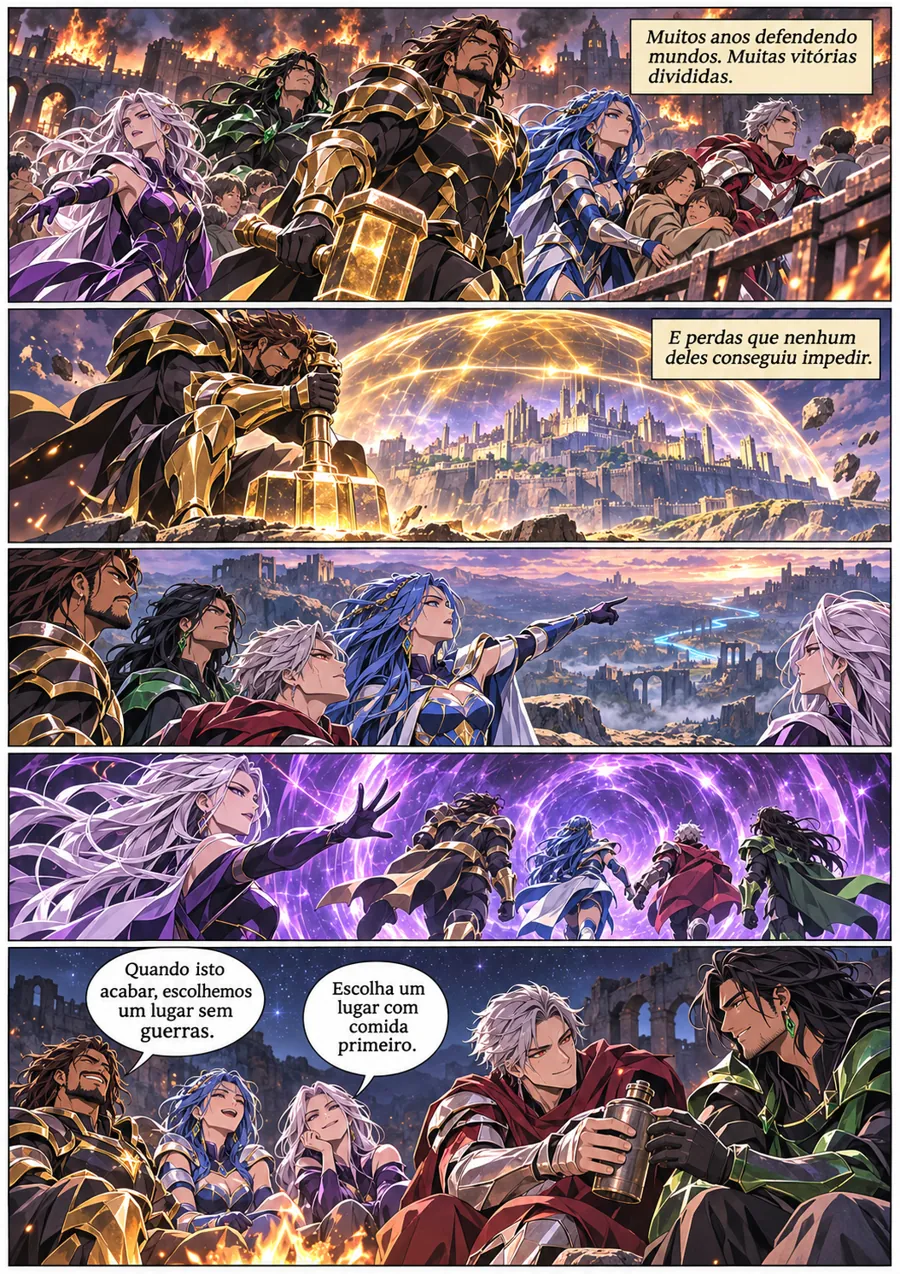 Muitos anos defendendo
mundos. Muitas vitórias
divididas.
E perdas que nenhum
deles conseguiu impedir.
Quando isto
acabar, escolhemos
um lugar sem
guerras.
Escolha um
lugar com
comida
primeiro.